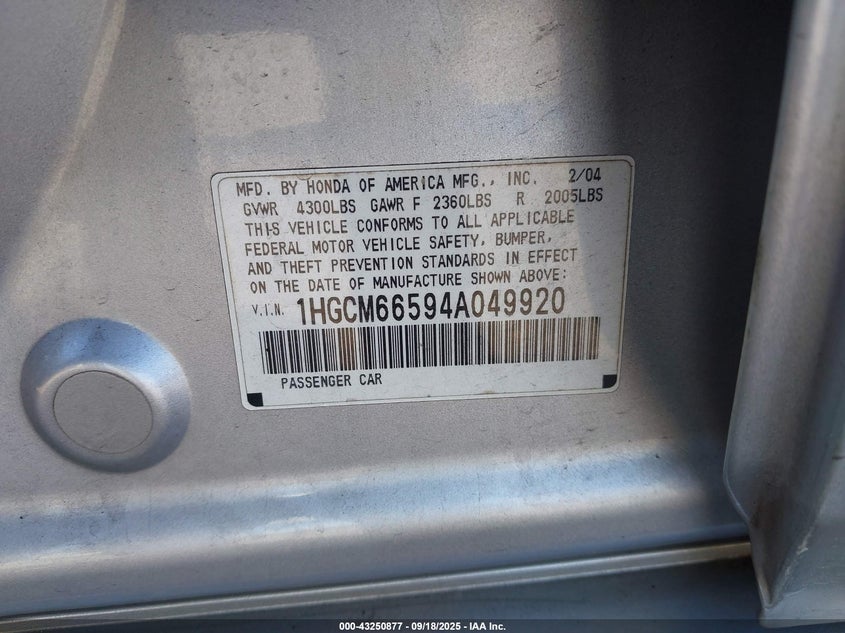 MFD. BY HONDA OF AMERICA MFG., INC. 2/04
GVWR 4300LBS GAWR F 2360LBS R 2005LBS
THIS VEHICLE CONFORMS TO ALL APPLICABLE
FEDERAL MOTOR VEHICLE SAFETY, BUMPER,
AND THEFT PREVENTION STANDARDS IN EFFECT
ON THE DATE OF MANUFACTURE SHOWN ABOVE:
V.I.N. 1HGCM66594A049920
PASSENGER CAR
000-43250877 - 09/18/2025 - IAA Inc.